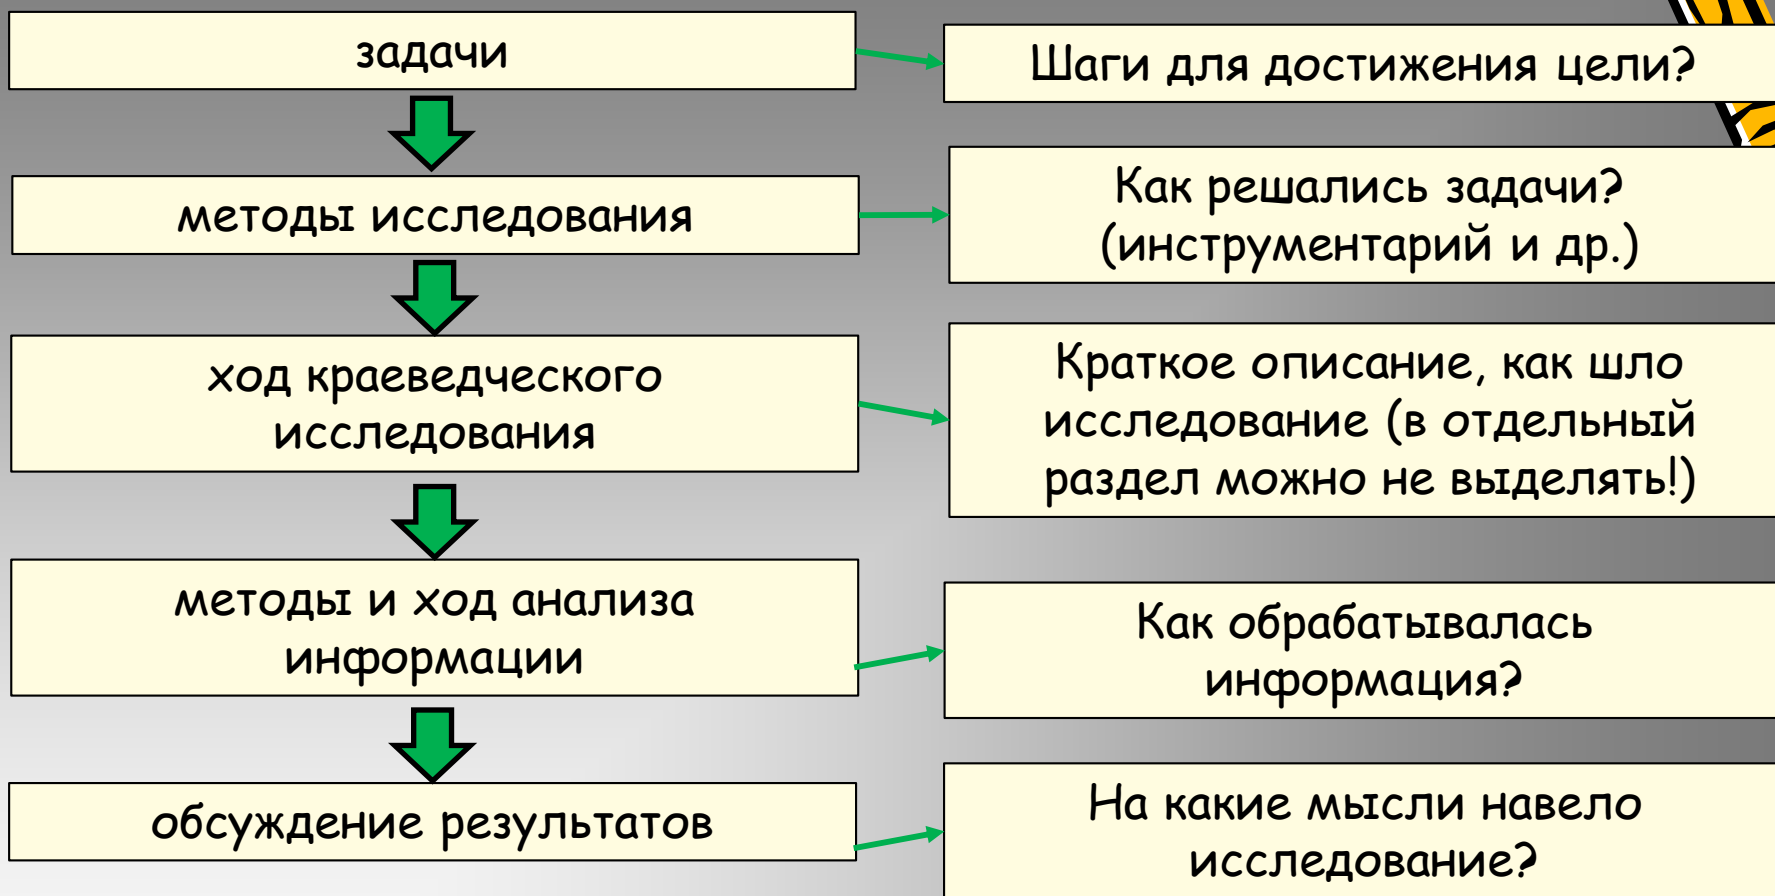 задачи
Шаги для достижения цели?
методы исследования
Как решались задачи?
(инструментарий и др.)
ход краеведческого
исследования
Краткое описание, как шло
исследование (в отдельный
раздел можно не выделять!)
методы и ход анализа
информации
Как обрабатывалась
информация?
обсуждение результатов
На какие мысли навело
исследование?